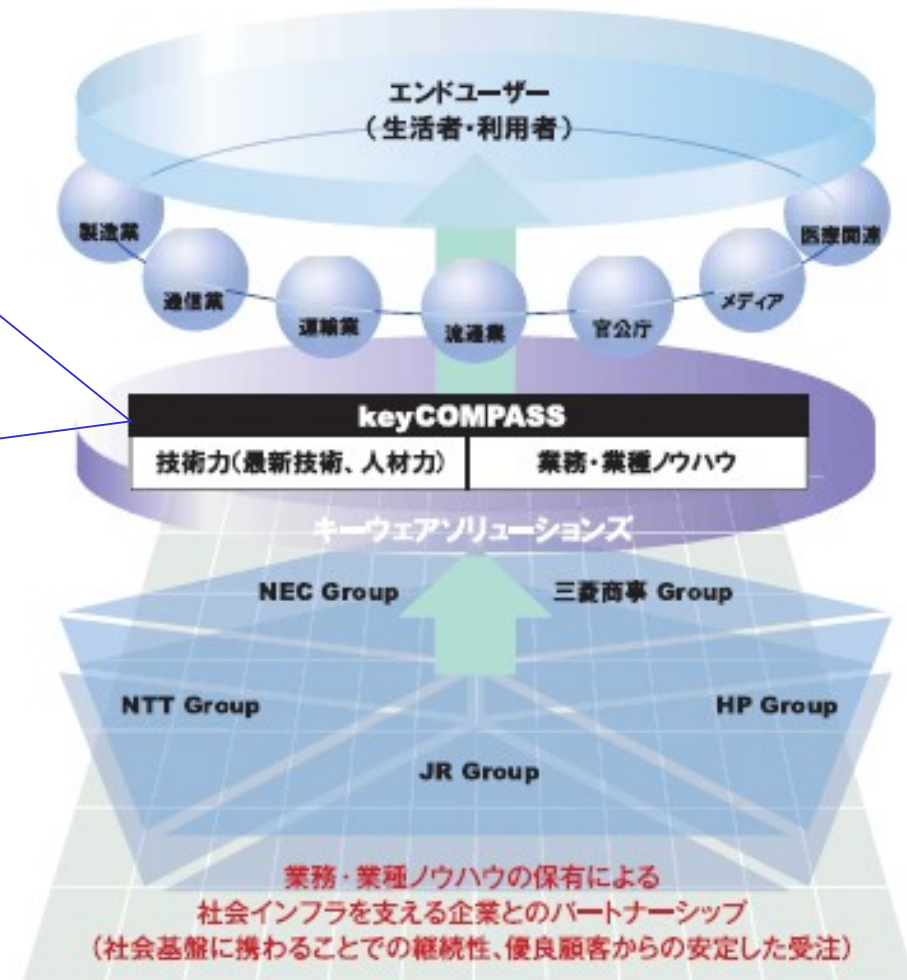 エンドユーザー
（生活者・利用者）
製造業
医療関連
通信業
メディア
運輸業
流通業
官公庁
keyCOMPASS
技術力（最新技術、人材力）
業務・業種ノウハウ
キーウェアソリューションズ
NEC Group
三菱商事 Group
NTT Group
HP Group
JR Group
業務・業種ノウハウの保有による
社会インフラを支える企業とのパートナーシップ
（社会基盤に携わることでの継続性、優良顧客からの安定した受注）